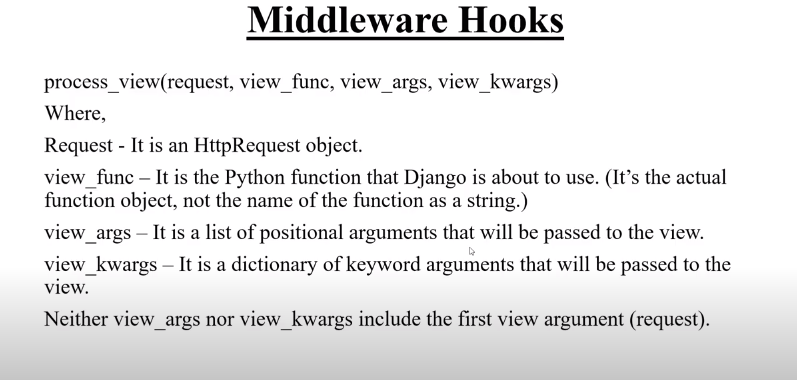 Middleware Hooks
process_view(request, view_func, view_args, view_kwargs)
Where,
Request - It is an HttpRequest object.
view_func – It is the Python function that Django is about to use. (It’s the actual
function object, not the name of the function as a string.)
view_args – It is a list of positional arguments that will be passed to the view.
view_kwargs – It is a dictionary of keyword arguments that will be passed to the
view.
Neither view_args nor view_kwargs include the first view argument (request).